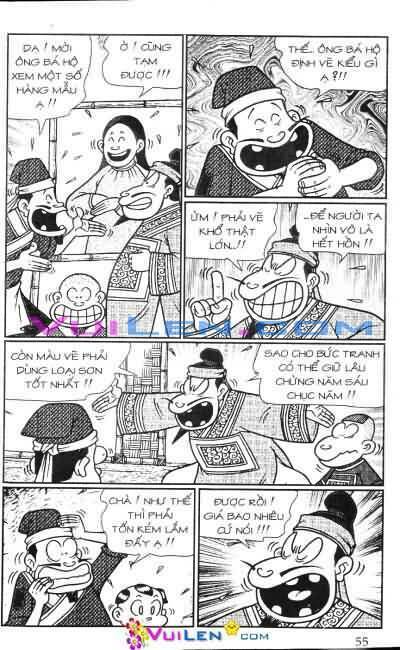 DẠ ! MỜI
ÔNG BÁ HỘ
XEM MỘT SỐ
HÀNG MẪU
Ạ !
Ờ ! CŨNG
TẠM
ĐƯỢC !!!
THẾ.. ÔNG BÁ HỘ
ĐỊNH VẼ KIỂU GÌ
Ạ ?!!
ỪM ! PHẢI VẼ
KHỔ THẬT
LỚN..!
..ĐỂ NGƯỜI TA
NHÌN VÔ LÀ
HẾT HỒN !
VUILEN.COM
CÒN MÀU VẼ PHẢI
DÙNG LOẠI SƠN
TỐT NHẤT !!
SAO CHO BỨC TRANH
CÓ THỂ GIỮ LÂU
CHỪNG NĂM SÁU
CHỤC NĂM !!
CHÀ ! NHƯ THẾ
THÌ PHẢI
TỐN KÉM LẮM
ĐẤY Ạ !
ĐƯỢC RỒI !
GIÁ BAO NHIÊU
CỨ NÓI !!!
55
VUILEN.COM